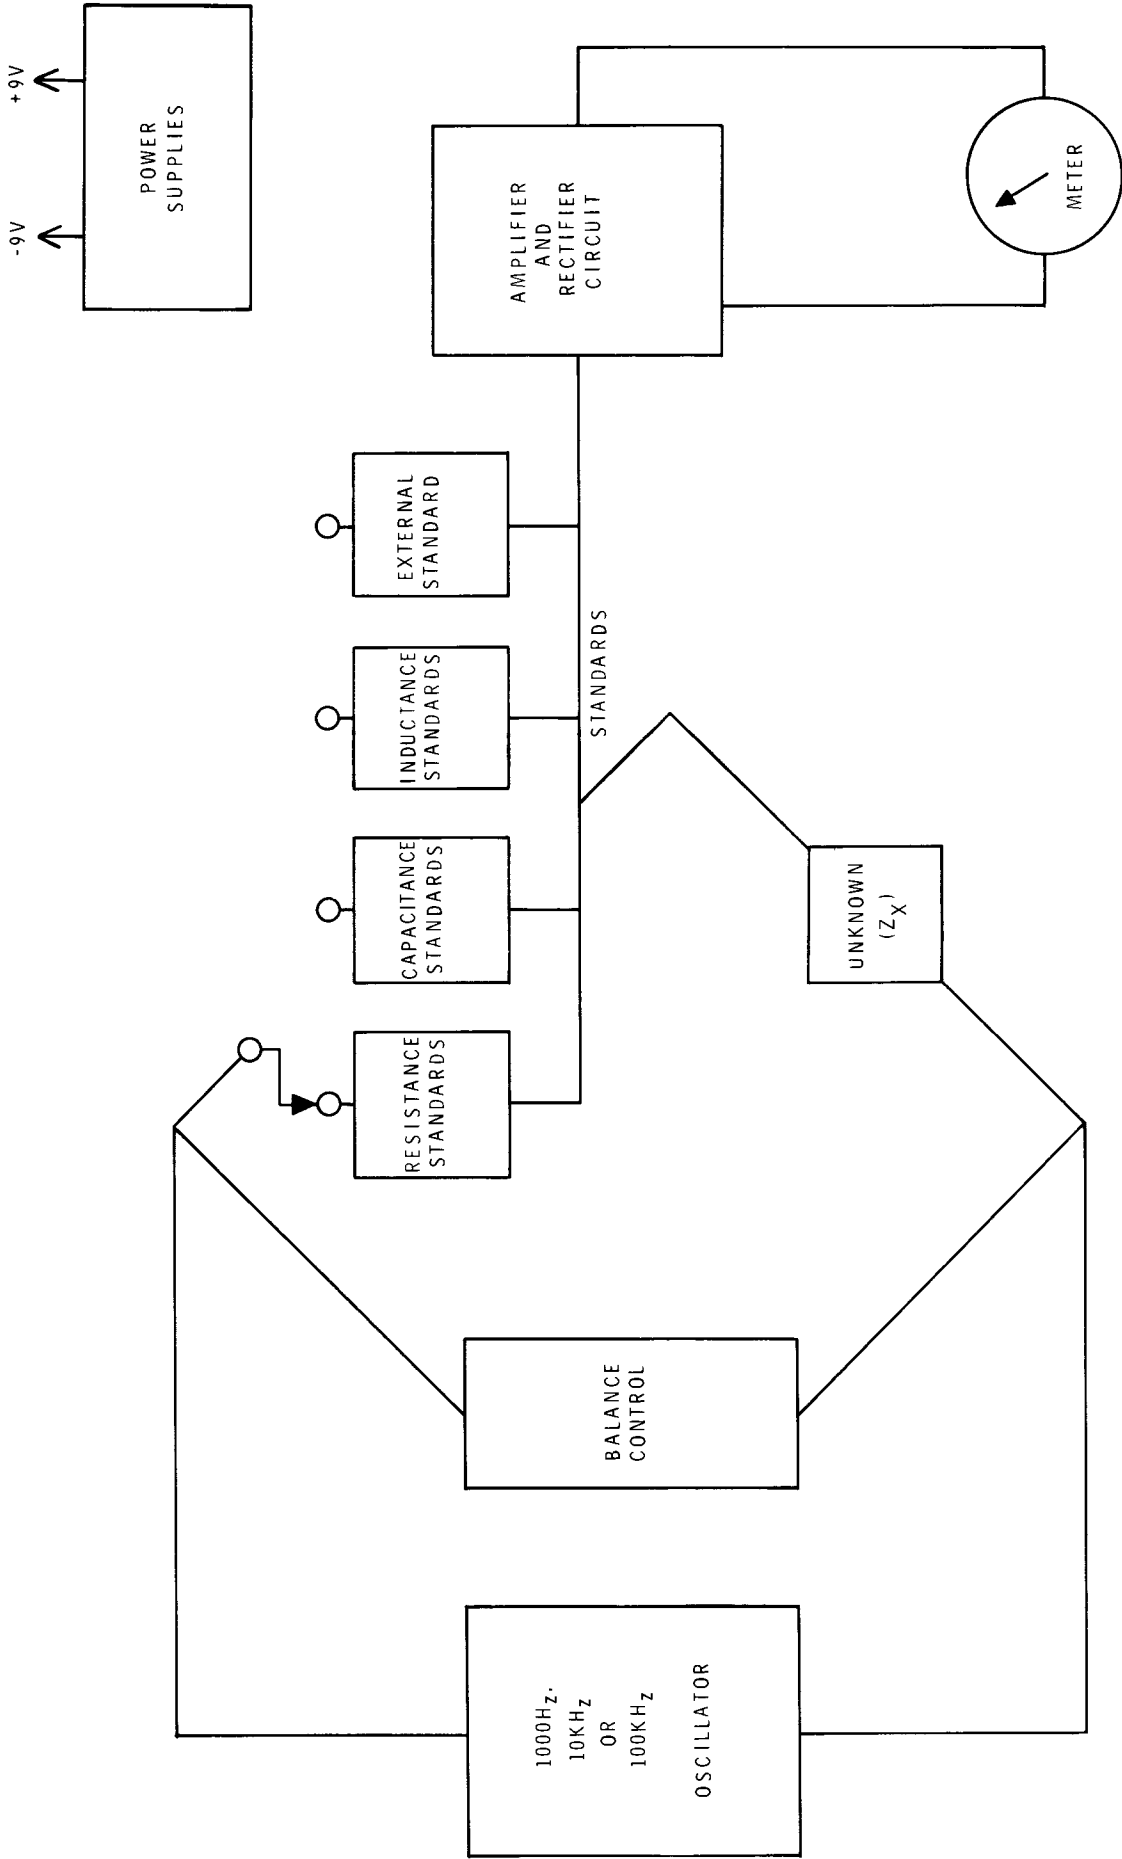 1000HZ.
10KHZ
OR
100KHZ
OSCILLATOR
BALANCE
CONTROL
RESISTANCE
STANDARDS
CAPACITANCE
STANDARDS
INDUCTANCE
STANDARDS
EXTERNAL
STANDARD
STANDARDS
UNKNOWN
(ZX)
AMPLIFIER
AND
RECTIFIER
CIRCUIT
METER
POWER
SUPPLIES
-9V
+9V